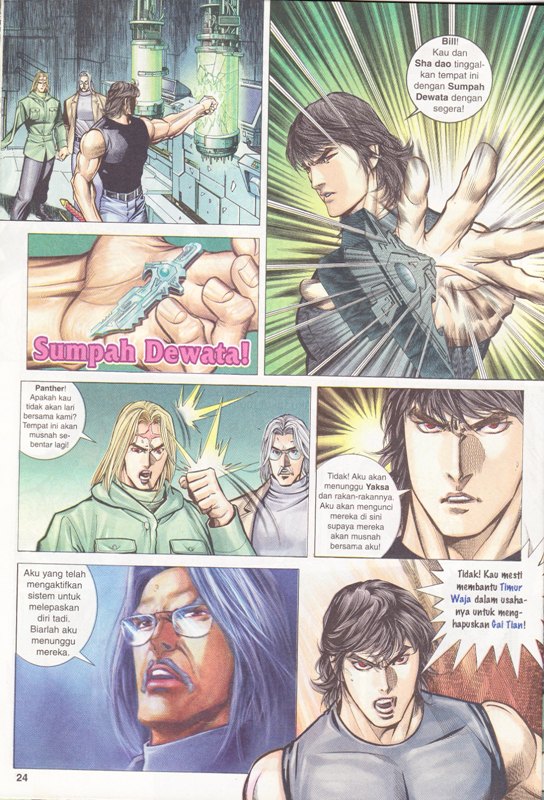 Bill!
Kau dan
Sha dao tinggal-
kan tempat ini
dengan Sumpah
Dewata dengan
segera!
Sumpah Dewata!
Panther!
Apakah kau
tidak akan lari
bersama kami?
Tempat ini akan
musnah se-
bentar lagi!
Tidak! Aku akan
menunggu Yaksa
dan rakan-rakannya.
Aku akan mengunci
mereka di sini
supaya mereka
akan musnah
bersama aku!
Aku yang telah
mengaktifkan
sistem untuk
melepaskan
diri tadi.
Biarlah aku
menunggu
mereka.
Tidak! Kau mesti
membantu Timur
Waja dalam usaha-
nya untuk meng-
hapuskan Gai Tian!
24